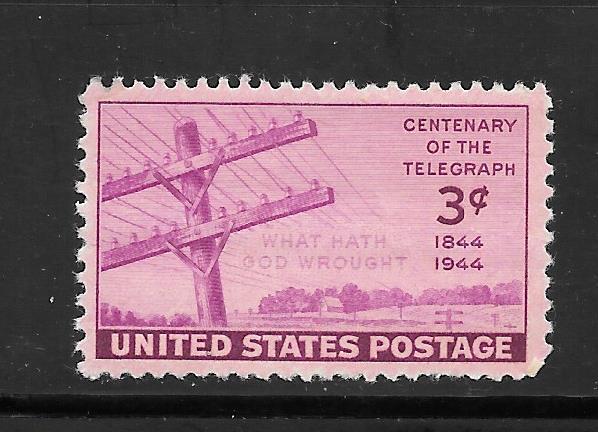 CENTENARY
OF THE
TELEGRAPH
3¢
1844
1944
WHAT HATH
GOD WROUGHT
UNITED STATES POSTAGE